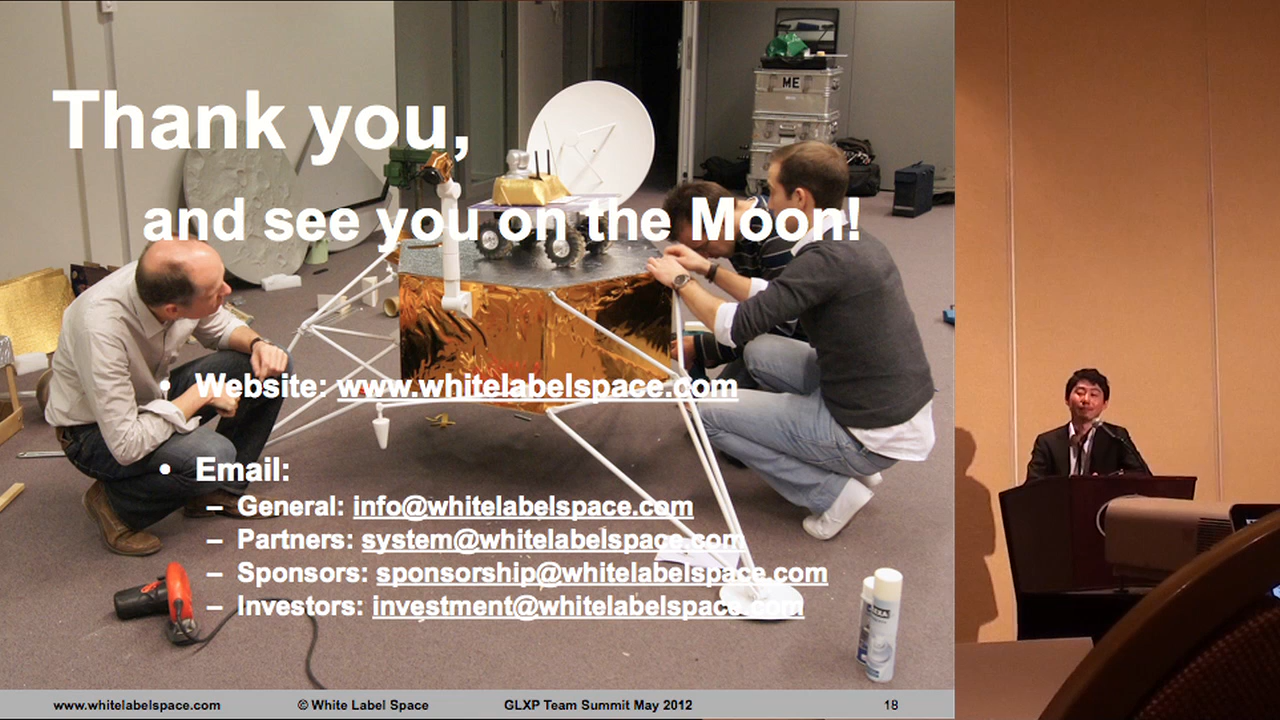 ME
Thank you,
and see you on the Moon!
• Website: www.whitelabelspace.com
• Email:
– General: info@whitelabelspace.com
– Partners: system@whitelabelspace.com
– Sponsors: sponsorship@whitelabelspace.com
– Investors: investment@whitelabelspace.com
www.whitelabelspace.com © White Label Space GLXP Team Summit May 2012 18